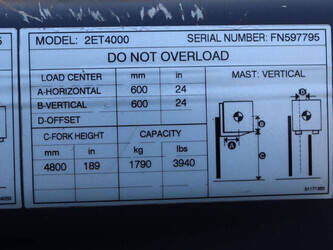 MODEL: 2ET4000 SERIAL NUMBER: FN597795
DO NOT OVERLOAD
LOAD CENTER mm in MAST: VERTICAL
A-HORIZONTAL 600 24
B-VERTICAL 600 24
D-OFFSET
C-FORK HEIGHT CAPACITY
mm in kg lbs
4800 189 1790 3940
D
B
A
C